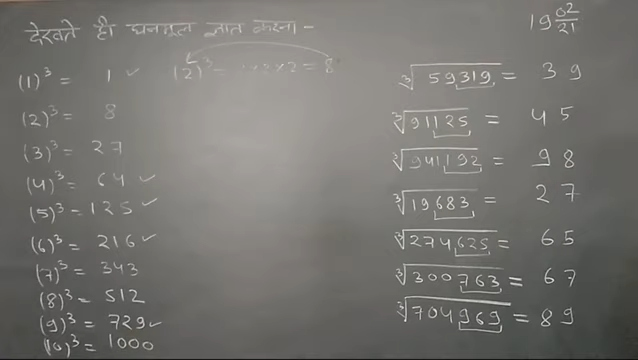 देखते ही घनमूल ज्ञात करना -
19 02/21
(1)³ = 1 ✓
(2)³ = 8
(3)³ = 27
(4)³ = 64 ✓
(5)³ = 125 ✓
(6)³ = 216 ✓
(7)³ = 343
(8)³ = 512
(9)³ = 729 ✓
(10)³ = 1000
(2)³ = 2×2 = 8
∛59319 = 39
∛91125 = 45
∛941192 = 98
∛19683 = 27
∛274625 = 65
∛300763 = 67
∛704969 = 89